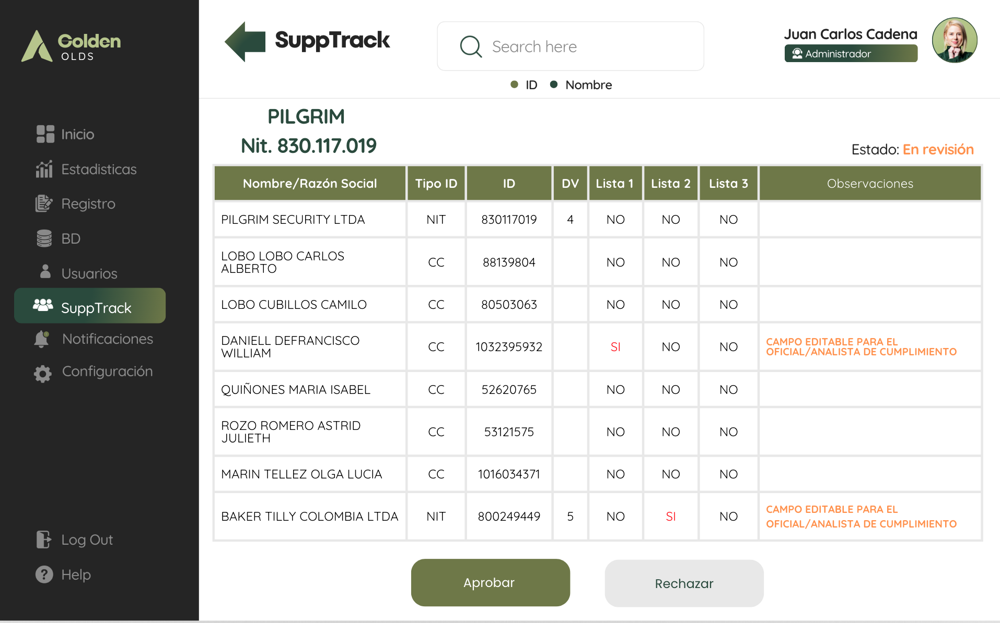 Golden
OLDS
Inicio
Estadisticas
Registro
BD
Usuarios
SuppTrack
Notificaciones
Configuración
Log Out
Help
SuppTrack
Search here
ID Nombre
Juan Carlos Cadena
Administrador
PILGRIM
Nit. 830.117.019
Estado: En revisión
Nombre/Razón Social Tipo ID ID DV Lista 1 Lista 2 Lista 3 Observaciones
PILGRIM SECURITY LTDA NIT 830117019 4 NO NO NO
LOBO LOBO CARLOS
ALBERTO CC 88139804 NO NO NO
LOBO CUBILLOS CAMILO CC 80503063 NO NO NO
DANIELL DEFRANCISCO
WILLIAM CC 1032395932 SI NO NO CAMPO EDITABLE PARA EL
OFICIAL/ANALISTA DE CUMPLIMIENTO
QUIÑONES MARIA ISABEL CC 52620765 NO NO NO
ROZO ROMERO ASTRID
JULIETH CC 53121575 NO NO NO
MARIN TELLEZ OLGA LUCIA CC 1016034371 NO NO NO
BAKER TILLY COLOMBIA LTDA NIT 800249449 5 NO SI NO CAMPO EDITABLE PARA EL
OFICIAL/ANALISTA DE CUMPLIMIENTO
Aprobar
Rechazar